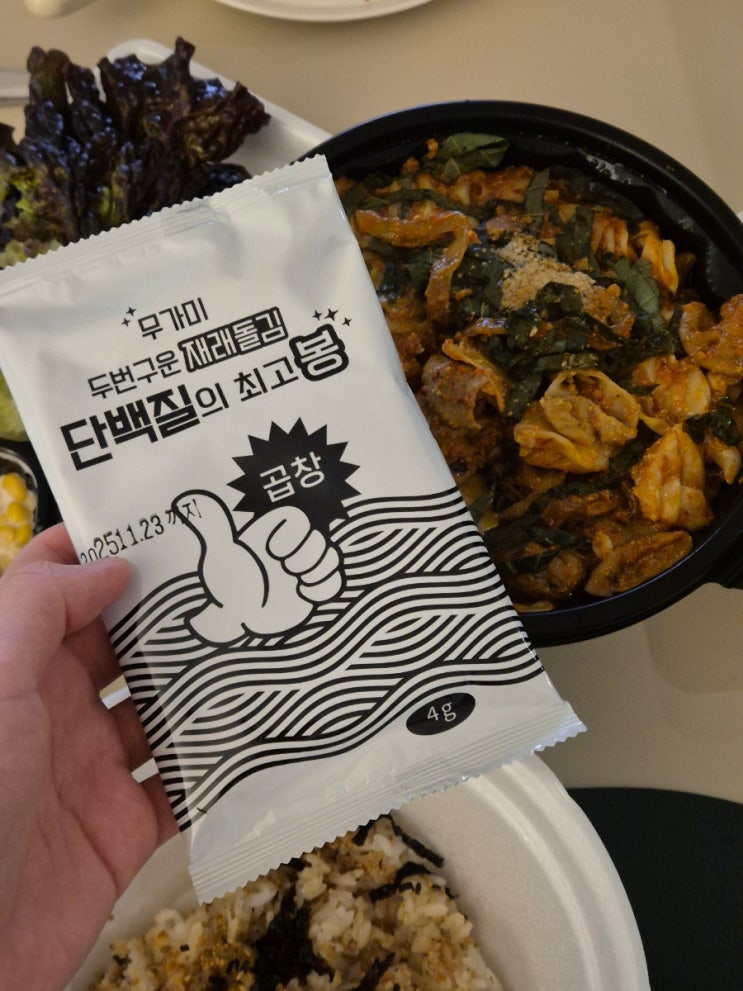 무가미
두번구운 재래돌김
단백질의 최고봉
곱창
2025.11.23 까지
4g